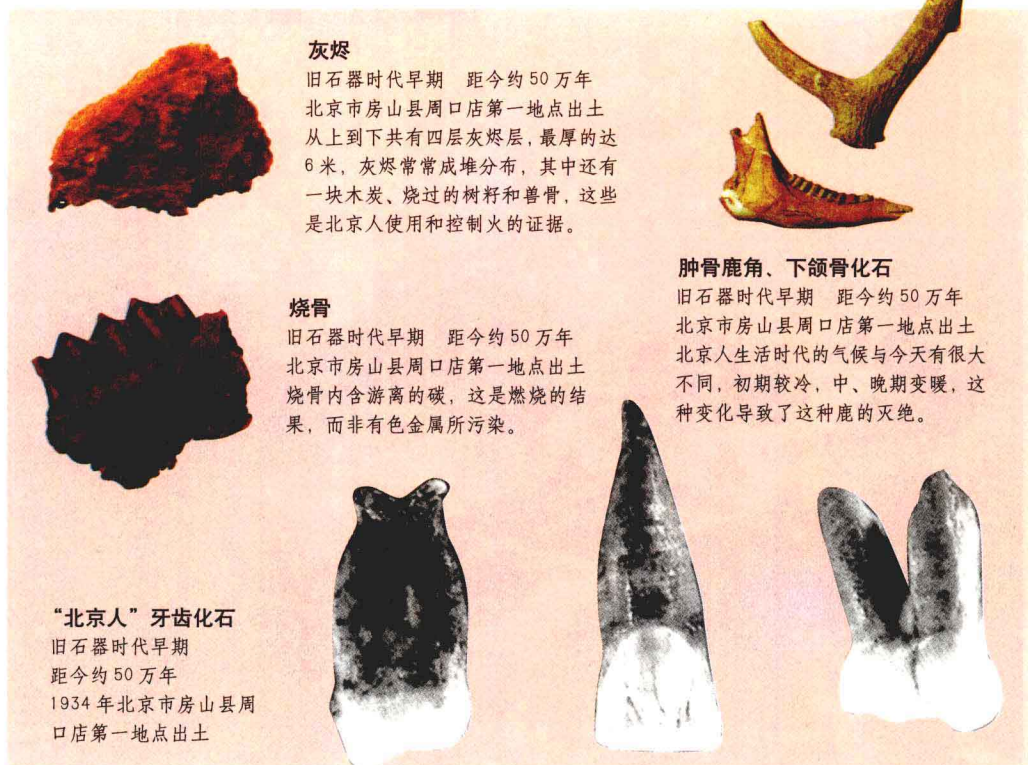 灰烬
旧石器时代早期 距今约50万年
北京市房山县周口店第一地点出土
从上到下共有四层灰烬层，最厚的达
6米，灰烬常常成堆分布，其中还有
一块木炭、烧过的树籽和兽骨，这些
是北京人使用和控制火的证据。
肿骨鹿角、下颌骨化石
旧石器时代早期 距今约50万年
北京市房山县周口店第一地点出土
北京人生活时代的气候与今天有很大
不同，初期较冷，中、晚期变暖，这
种变化导致了这种鹿的灭绝。
烧骨
旧石器时代早期 距今约50万年
北京市房山县周口店第一地点出土
烧骨内含游离的碳，这是燃烧的结
果，而非有色金属所污染。
“北京人”牙齿化石
旧石器时代早期
距今约50万年
1934年北京市房山县周
口店第一地点出土